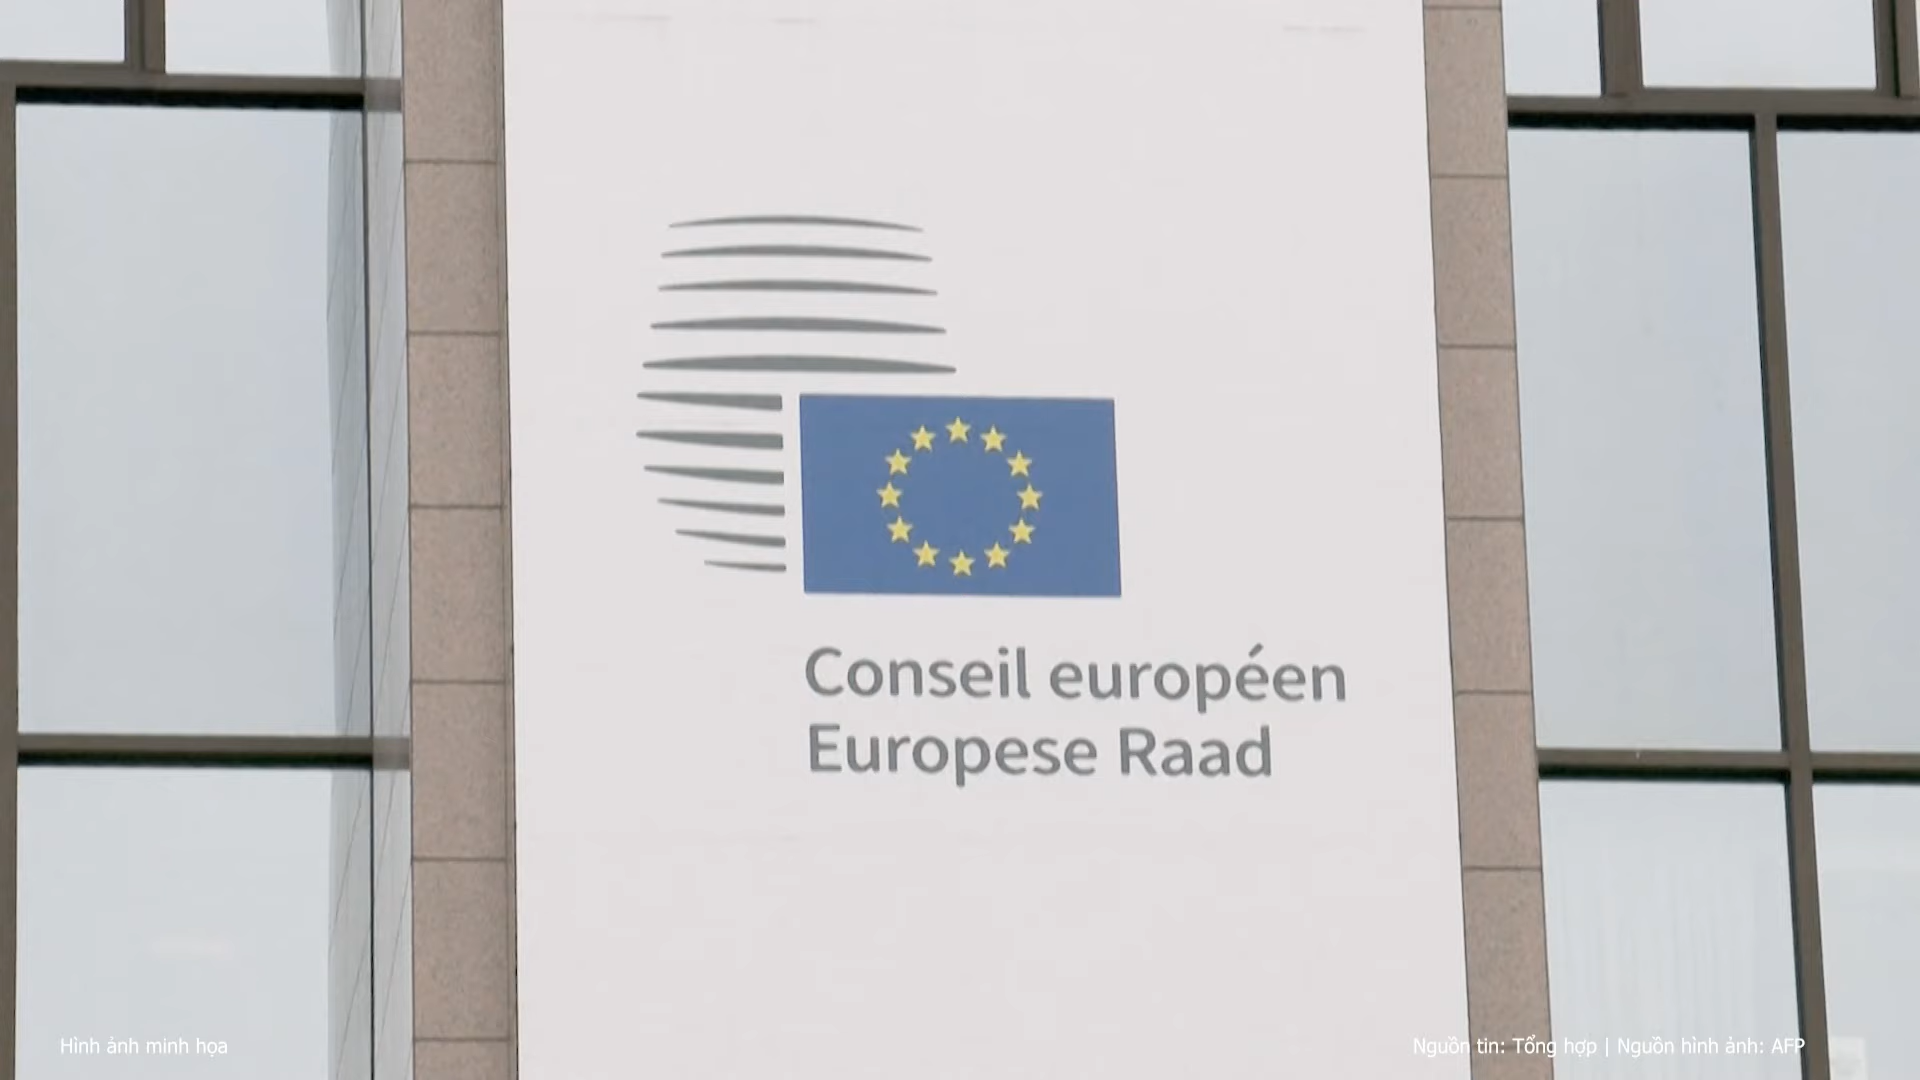 Conseil européen
Europese Raad
Hình ảnh minh họa
Nguồn tin: Tổng hợp | Nguồn hình ảnh: AFP